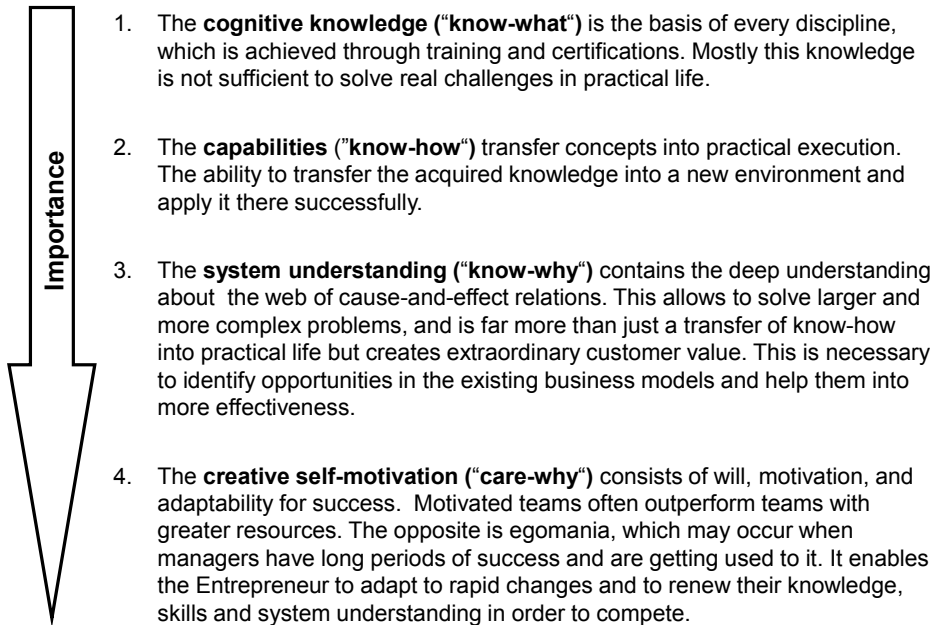 Importance
1. The cognitive knowledge (“know-what“) is the basis of every discipline,
which is achieved through training and certifications. Mostly this knowledge
is not sufficient to solve real challenges in practical life.
2. The capabilities (”know-how“) transfer concepts into practical execution.
The ability to transfer the acquired knowledge into a new environment and
apply it there successfully.
3. The system understanding (“know-why“) contains the deep understanding
about  the web of cause-and-effect relations. This allows to solve larger and
more complex problems, and is far more than just a transfer of know-how
into practical life but creates extraordinary customer value. This is necessary
to identify opportunities in the existing business models and help them into
more effectiveness.
4. The creative self-motivation (“care-why“) consists of will, motivation, and
adaptability for success.  Motivated teams often outperform teams with
greater resources. The opposite is egomania, which may occur when
managers have long periods of success and are getting used to it. It enables
the Entrepreneur to adapt to rapid changes and to renew their knowledge,
skills and system understanding in order to compete.